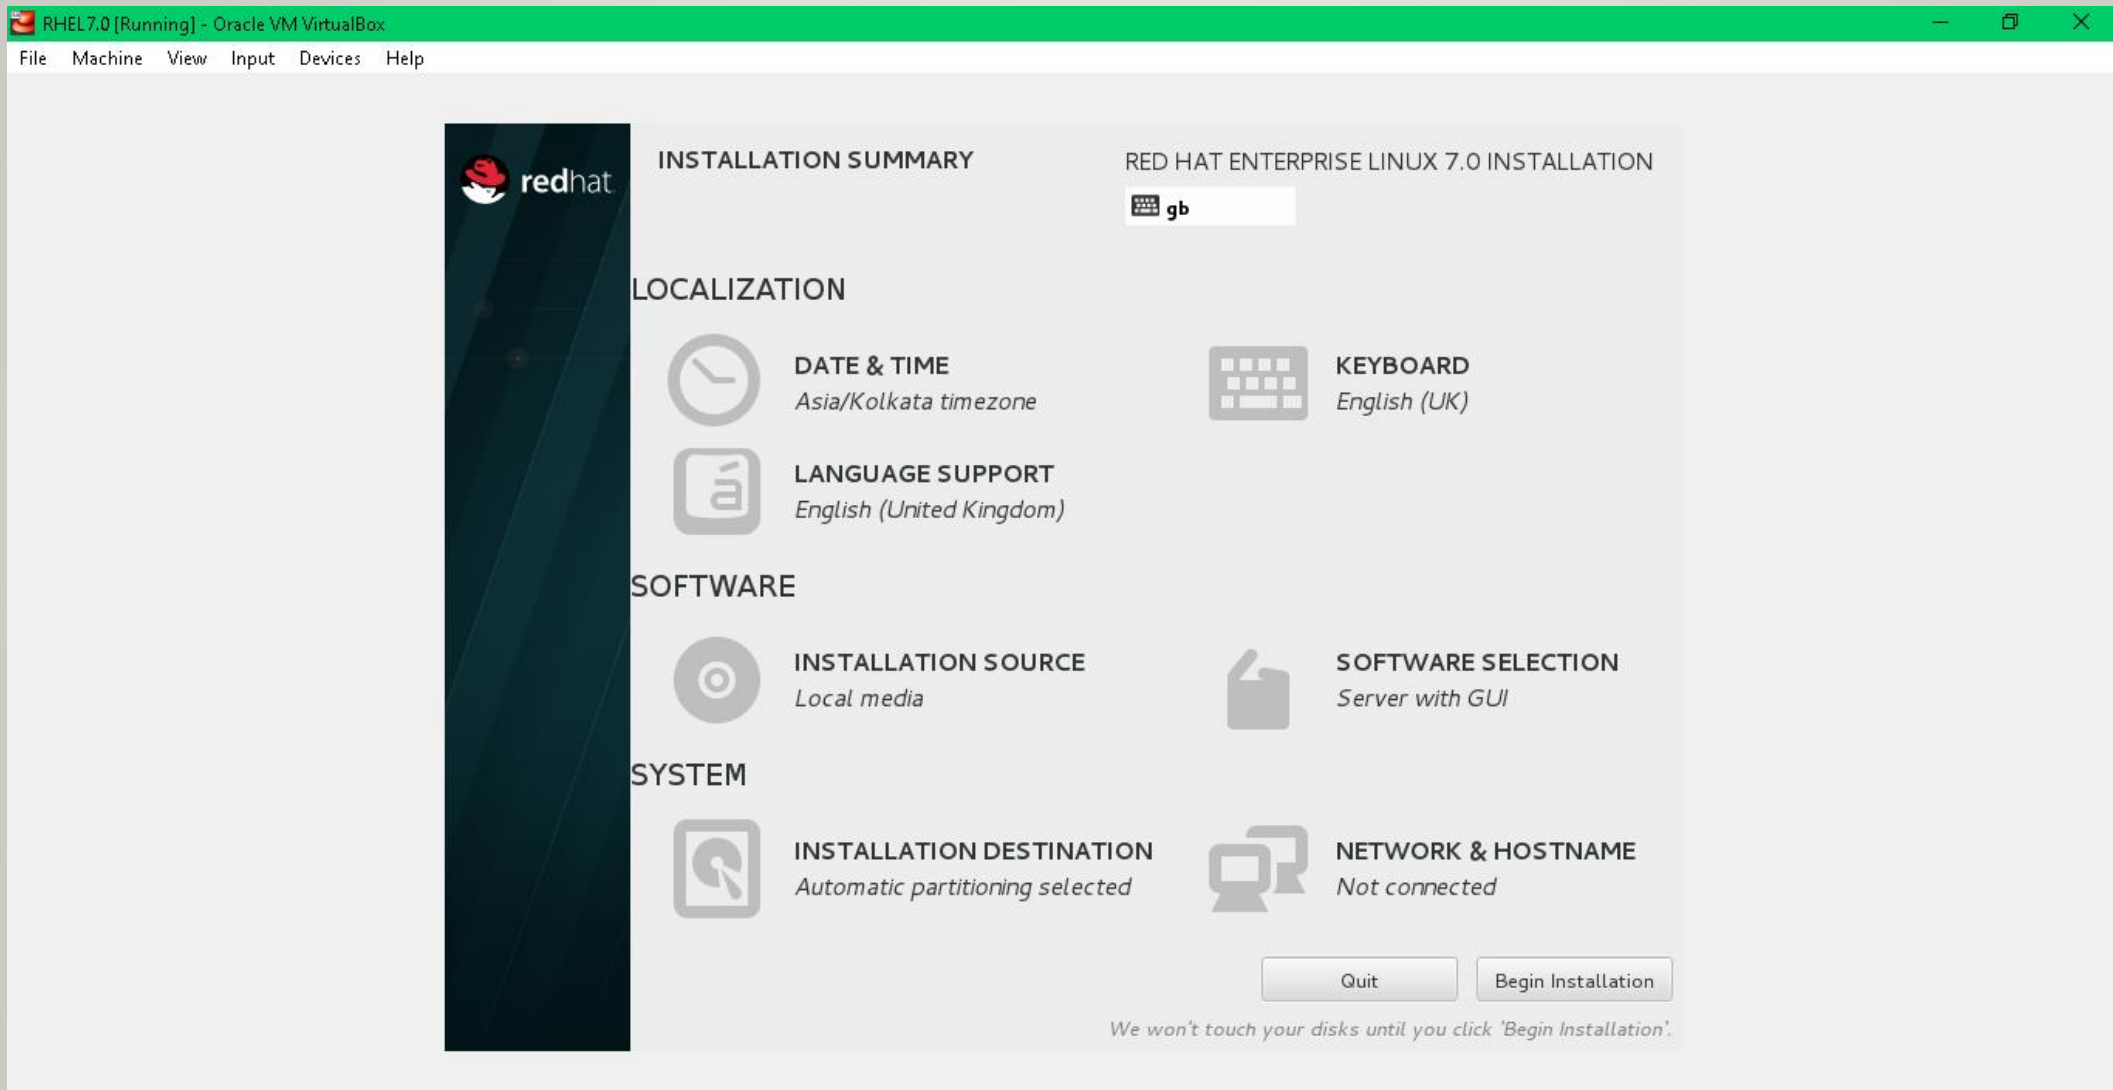 RHEL7.0 [Running] - Oracle VM VirtualBox
File Machine View Input Devices Help
redhat
INSTALLATION SUMMARY
RED HAT ENTERPRISE LINUX 7.0 INSTALLATION
gb
LOCALIZATION
DATE & TIME
Asia/Kolkata timezone
KEYBOARD
English (UK)
LANGUAGE SUPPORT
English (United Kingdom)
SOFTWARE
INSTALLATION SOURCE
Local media
SOFTWARE SELECTION
Server with GUI
SYSTEM
INSTALLATION DESTINATION
Automatic partitioning selected
NETWORK & HOSTNAME
Not connected
Quit
Begin Installation
We won't touch your disks until you click 'Begin Installation'.